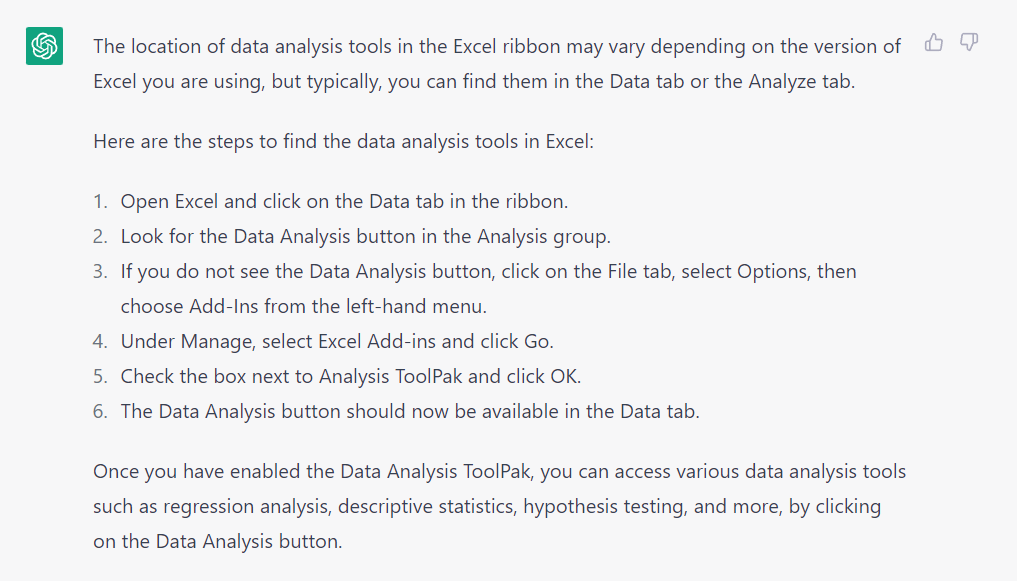 The location of data analysis tools in the Excel ribbon may vary depending on the version of
Excel you are using, but typically, you can find them in the Data tab or the Analyze tab.
Here are the steps to find the data analysis tools in Excel:
1. Open Excel and click on the Data tab in the ribbon.
2. Look for the Data Analysis button in the Analysis group.
3. If you do not see the Data Analysis button, click on the File tab, select Options, then
choose Add-Ins from the left-hand menu.
4. Under Manage, select Excel Add-ins and click Go.
5. Check the box next to Analysis ToolPak and click OK.
6. The Data Analysis button should now be available in the Data tab.
Once you have enabled the Data Analysis ToolPak, you can access various data analysis tools
such as regression analysis, descriptive statistics, hypothesis testing, and more, by clicking
on the Data Analysis button.